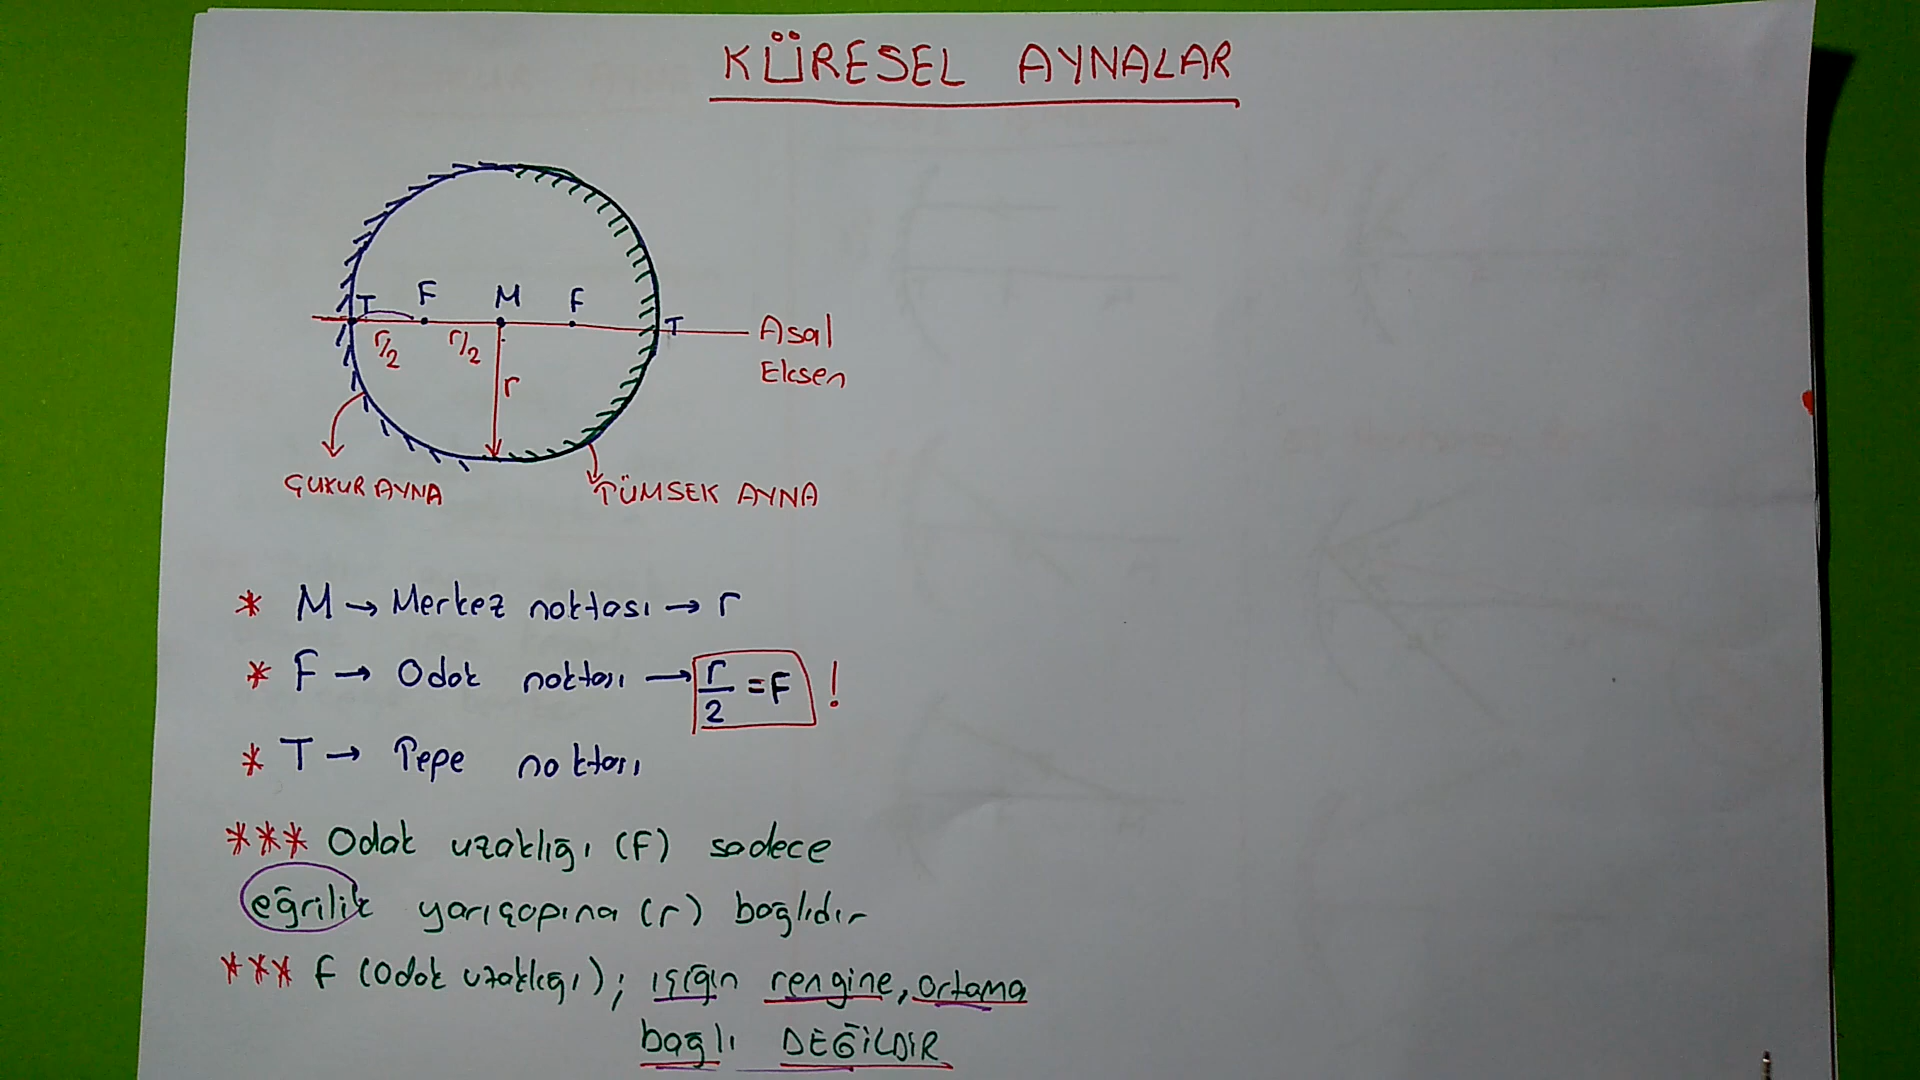 KÜRESEL AYNALAR
T F M F T
r/2 r/2 r
Asal
Eksen
ÇUKUR AYNA
TÜMSEK AYNA
* M → Merkez noktası → r
* F → Odak noktası → r/2 = F !
* T → Tepe noktası
*** Odak uzaklığı (F) sadece
eğrilik yarıçapına (r) bağlıdır
*** F (Odak uzaklığı); ışığın rengine, ortama
bağlı DEĞİLDİR